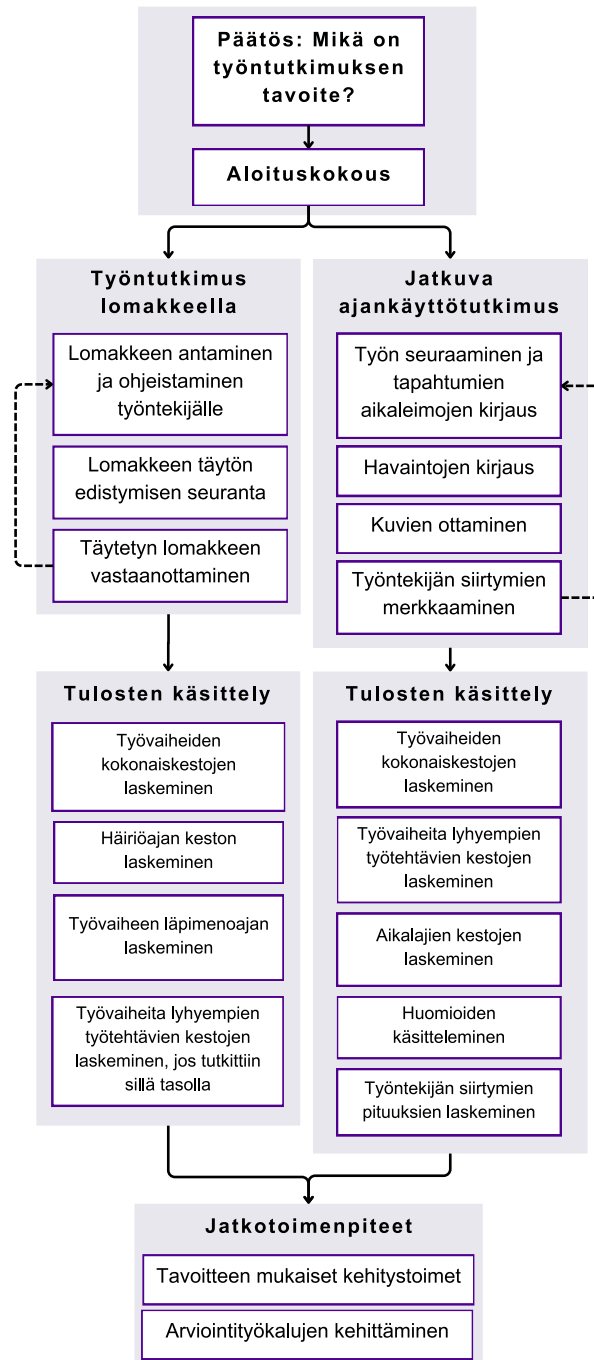 Päätös: Mikä on
työntutkimuksen
tavoite?
Aloituskokous
Työntutkimus
lomakkeella
Lomakkeen antaminen
ja ohjeistaminen
työntekijälle
Lomakkeen täytön
edistymisen seuranta
Täytetyn lomakkeen
vastaanottaminen
Jatkuva
ajankäyttötutkimus
Työn seuraaminen ja
tapahtumien
aikaleimojen kirjaus
Havaintojen kirjaus
Kuvien ottaminen
Työntekijän siirtymien
merkkaaminen
Tulosten käsittely
Työvaiheiden
kokonaiskestojen
laskeminen
Häiriöajan keston
laskeminen
Työvaiheen läpimenoajan
laskeminen
Työvaiheita lyhyempien
työtehtävien kestojen
laskeminen, jos tutkittiin
sillä tasolla
Tulosten käsittely
Työvaiheiden
kokonaiskestojen
laskeminen
Työvaiheita lyhyempien
työtehtävien kestojen
laskeminen
Aikalajien kestojen
laskeminen
Huomioiden
käsitteleminen
Työntekijän siirtymien
pituuksien laskeminen
Jatkotoimenpiteet
Tavoitteen mukaiset kehitystoimet
Arviointityökalujen kehittäminen